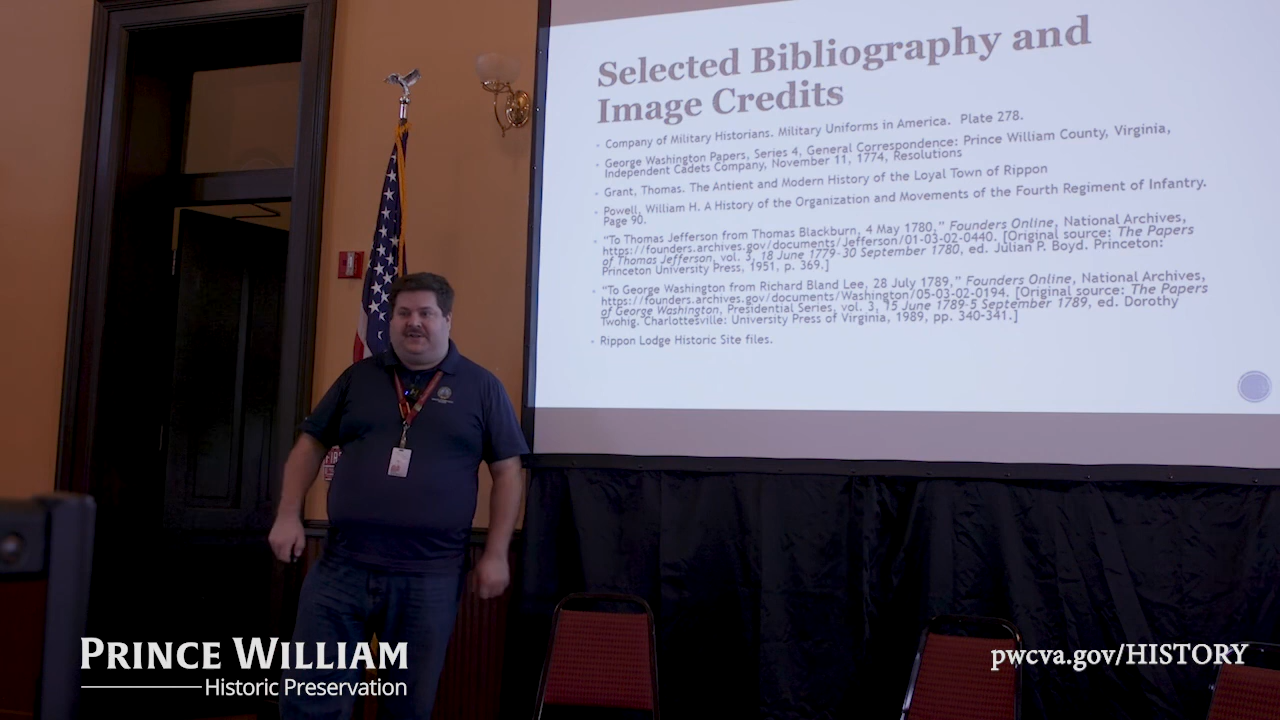 Selected Bibliography and
Image Credits
Company of Military Historians. Military Uniforms in America. Plate 278.
George Washington Papers, Series 4, General Correspondence: Prince William County, Virginia,
Independent Cadets Company, November 11, 1774, Resolutions
Grant, Thomas. The Antient and Modern History of the Loyal Town of Rippon
Powell, William H. A History of the Organization and Movements of the Fourth Regiment of Infantry.
Page 90.
“To Thomas Jefferson from Thomas Blackburn, 4 May 1780,” Founders Online, National Archives,
https://founders.archives.gov/documents/Jefferson/01-03-02-0440. [Original source: The Papers
of Thomas Jefferson, vol. 3, 18 June 1779-30 September 1780, ed. Julian P. Boyd. Princeton:
Princeton University Press, 1951, p. 369.]
“To George Washington from Richard Bland Lee, 28 July 1789,” Founders Online, National Archives,
https://founders.archives.gov/documents/Washington/05-03-02-0194. [Original source: The Papers
of George Washington, Presidential Series, vol. 3, 15 June 1789-5 September 1789, ed. Dorothy
Twohig. Charlottesville: University Press of Virginia, 1989, pp. 340-341.]
Rippon Lodge Historic Site files.
PRINCE WILLIAM
Historic Preservation
pwcva.gov/HISTORY